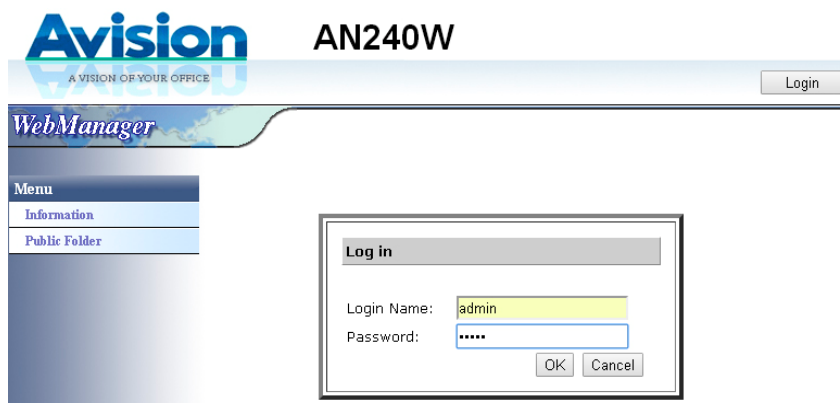 Avision
A VISION OF YOUR OFFICE
AN240W
Login
WebManager
Menu
Information
Public Folder
Log in
Login Name: admin
Password: •••••
OK Cancel